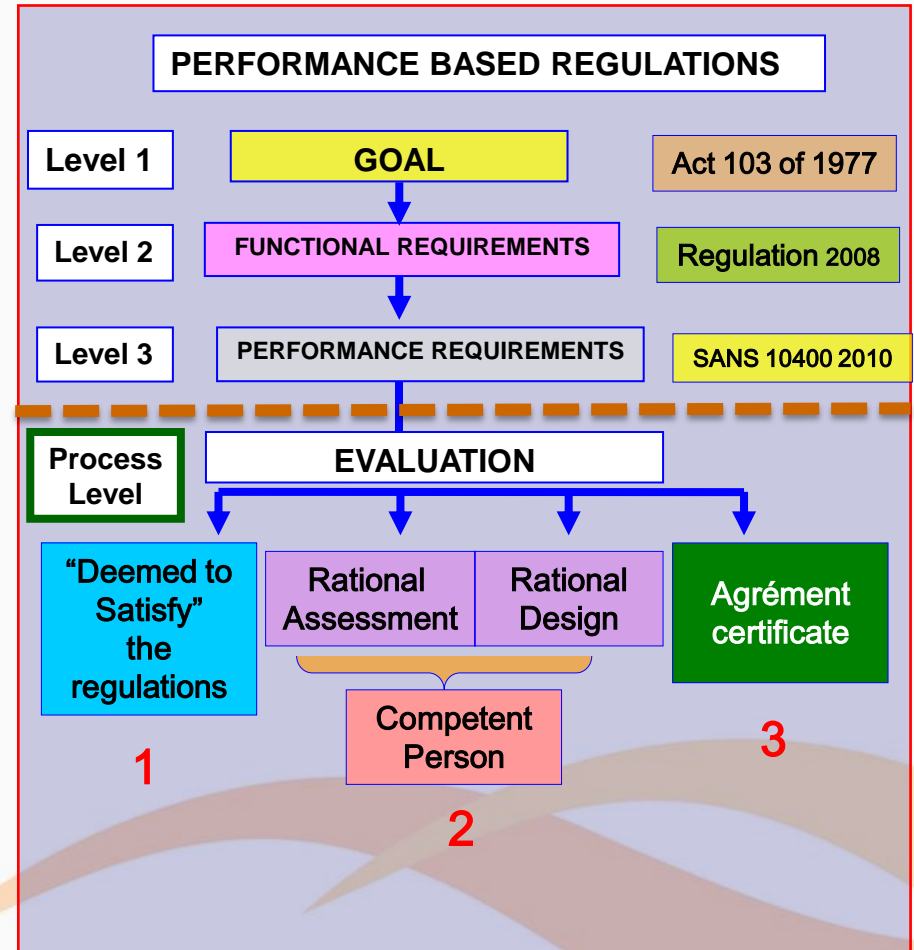 PERFORMANCE BASED REGULATIONS
Level 1
GOAL
Act 103 of 1977
Level 2
FUNCTIONAL REQUIREMENTS
Regulation 2008
Level 3
PERFORMANCE REQUIREMENTS
SANS 10400 2010
Process
Level
EVALUATION
“Deemed to
Satisfy”
the
regulations
Rational
Assessment
Rational
Design
Agrément
certificate
Competent
Person
1
2
3